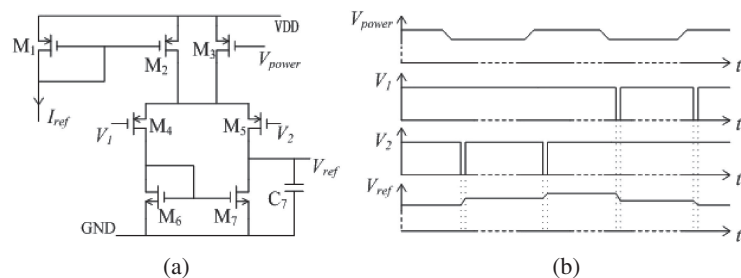 VDD
M1
M2
M3
Vpower
Iref
V1
M4
M5
V2
Vref
M6
M7
C7
GND
(a)
Vpower
t
V1
t
V2
t
Vref
t
(b)